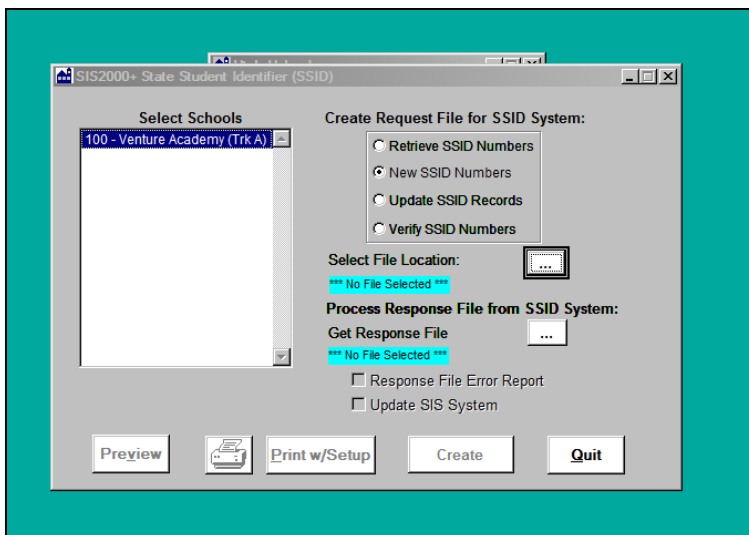 SIS2000+ State Student Identifier (SSID)
Select Schools
100 - Venture Academy (Trk A)
Create Request File for SSID System:
Retrieve SSID Numbers
New SSID Numbers
Update SSID Records
Verify SSID Numbers
Select File Location:
...
*** No File Selected ***
Process Response File from SSID System:
Get Response File
...
*** No File Selected ***
Response File Error Report
Update SIS System
Preview
Print w/Setup
Create
Quit